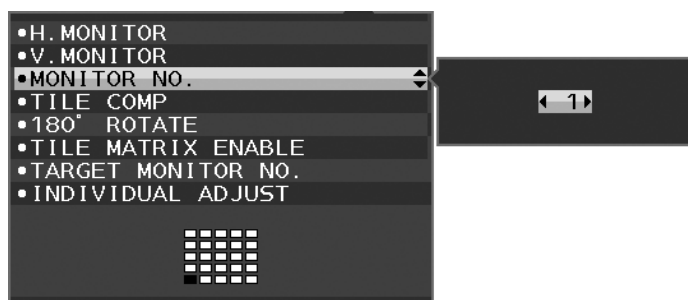 •H.MONITOR
•V.MONITOR
•MONITOR NO.
1
•TILE COMP
•180° ROTATE
•TILE MATRIX ENABLE
•TARGET MONITOR NO.
•INDIVIDUAL ADJUST